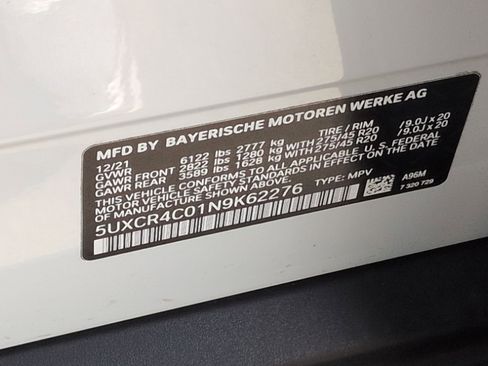 MFD BY BAYERISCHE MOTOREN WERKE AG
12/21 TIRE / RIM
GVWR 6122 lbs 2777 kg
GAWR FRONT 2822 lbs 1280 kg WITH 275/45 R20 / 9.0J x 20
GAWR REAR 3589 lbs 1628 kg WITH 275/45 R20 / 9.0J x 20
THIS VEHICLE CONFORMS TO ALL APPLICABLE U.S. FEDERAL
MOTOR VEHICLE SAFETY STANDARDS IN EFFECT ON THE DATE
OF MANUFACTURE SHOWN ABOVE.
5UXCR4C01N9K62276 TYPE: MPV
A96M
7 320 729